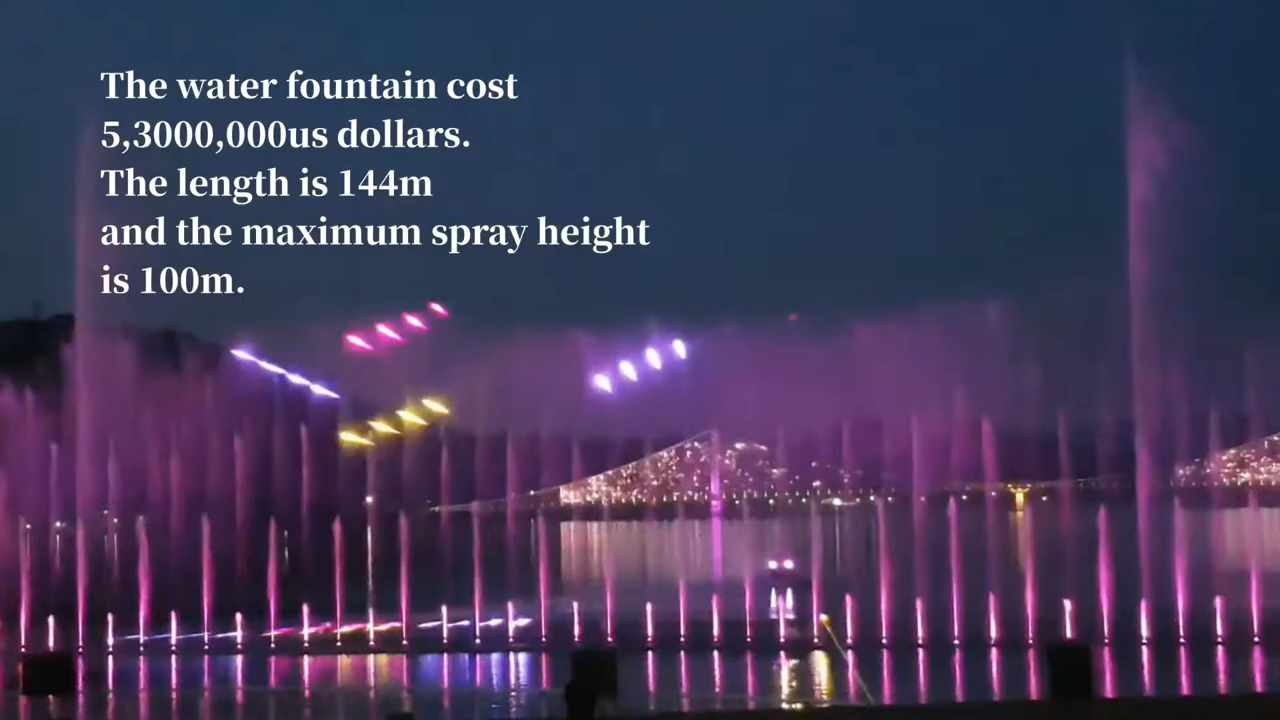 The water fountain cost
5,3000,000us dollars.
The length is 144m
and the maximum spray height
is 100m.